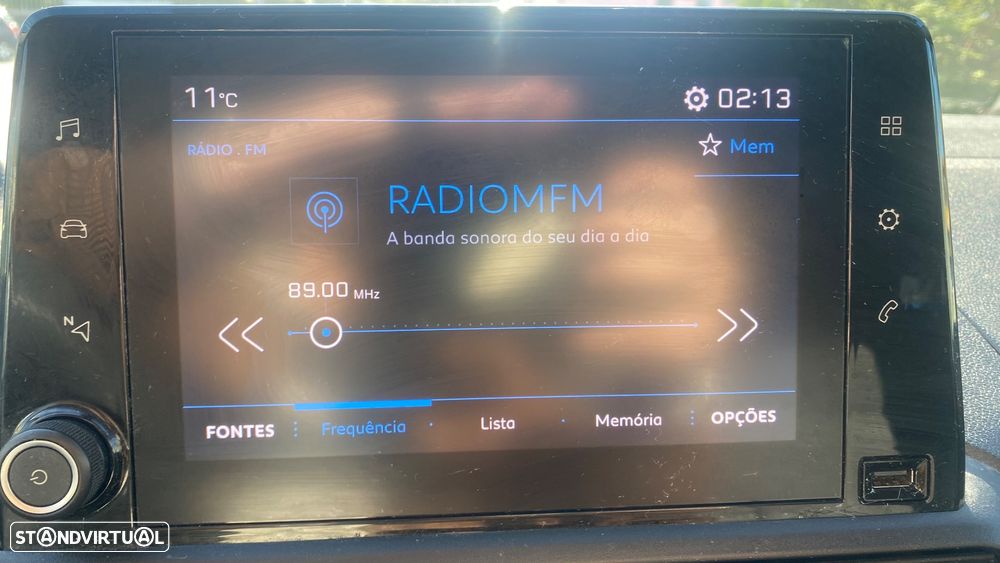 11°C
02:13
RÁDIO . FM
Mem
RADIOMFM
A banda sonora do seu dia a dia
89.00 MHz
N
FONTES
Frequência
Lista
Memória
OPÇÕES
STANDVIRTUAL